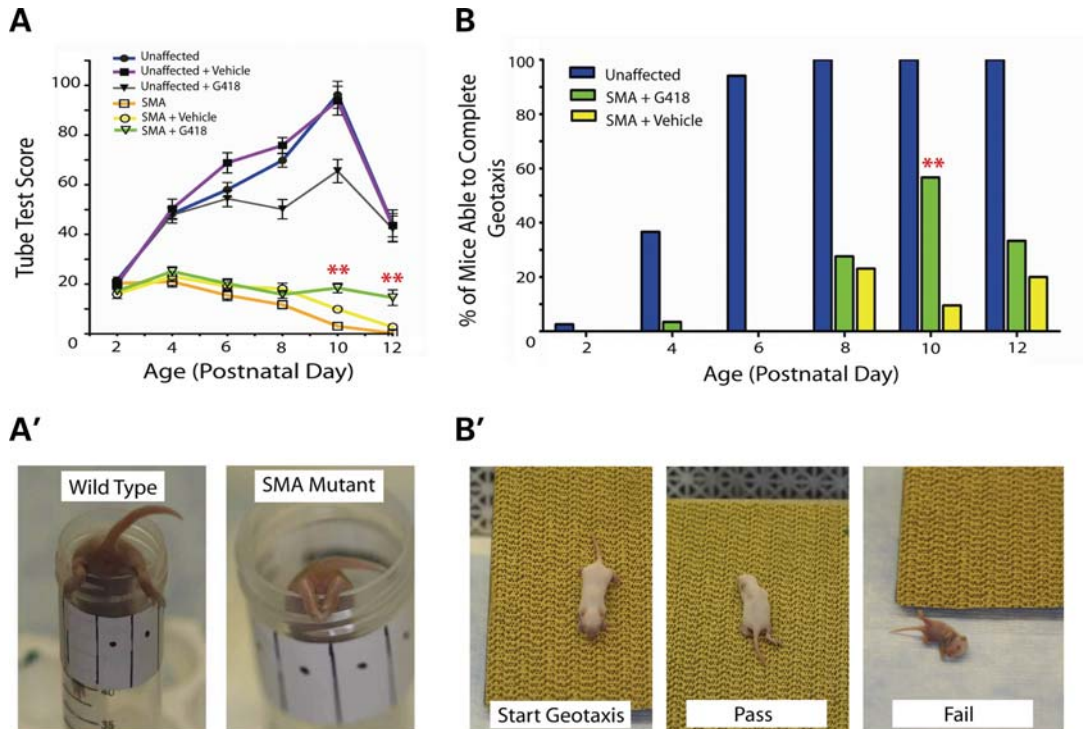 A
Unaffected
Unaffected + Vehicle
Unaffected + G418
SMA
SMA + Vehicle
SMA + G418
Tube Test Score
100
80
60
40
20
0
** **
2 4 6 8 10 12
Age (Postnatal Day)
B
Unaffected
SMA + G418
SMA + Vehicle
% of Mice Able to Complete
Geotaxis
100
80
60
40
20
0
**
2 4 6 8 10 12
Age (Postnatal Day)
A′
Wild Type
40
35
SMA Mutant
B′
Start Geotaxis
Pass
Fail